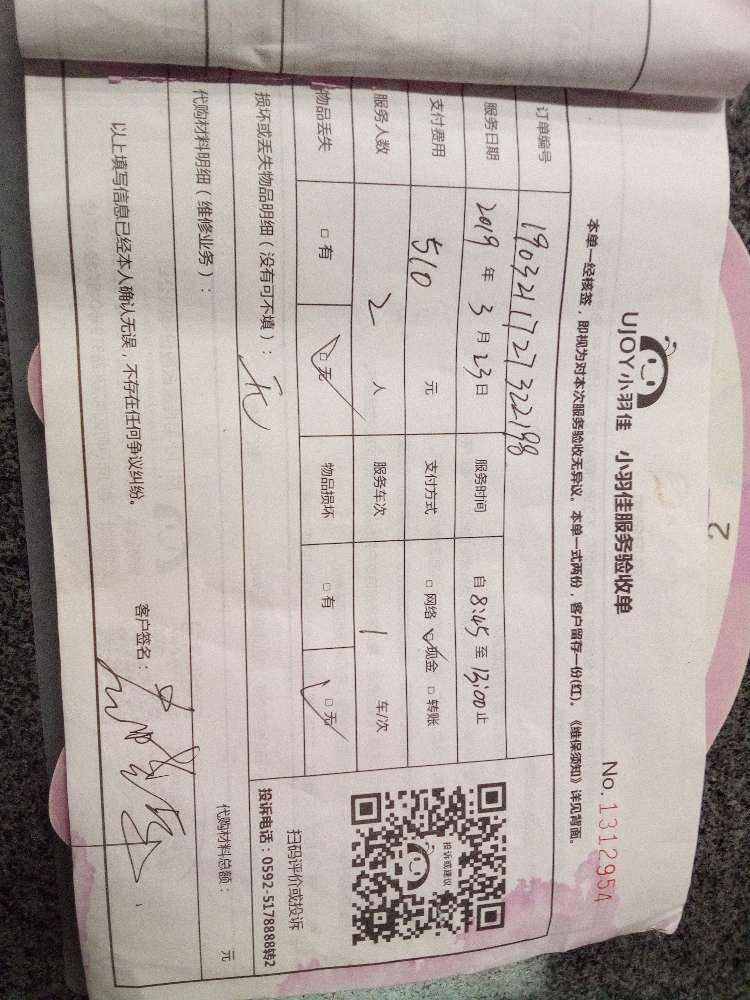 UJOY小羽佳 小羽佳服务验收单
No.1312954
本单一经核签，即视为对本次服务验收无异议。本单一式两份，客户留存一份(红)。《维保须知》详见背面。
订单编号 1903211727322198
服务日期 2019 年 3 月 23 日 服务时间 自 8:45 至 13:00 止
支付费用 510 元 支付方式 □ 网络 ☑ 现金 □ 转账
服务人数 2 人 服务车次 1 车/次
物品丢失 □ 有 ☑ 无 物品损坏 □ 有 ☑ 无
投诉或建议
扫码评价或投诉
投诉电话：0592-5178888转2
损坏或丢失物品明细（没有可不填）： 无
代购材料明细（维修业务）： 代购材料总额： 元
以上填写信息已经本人确认无误，不存在任何争议纠纷。 客户签名：
2